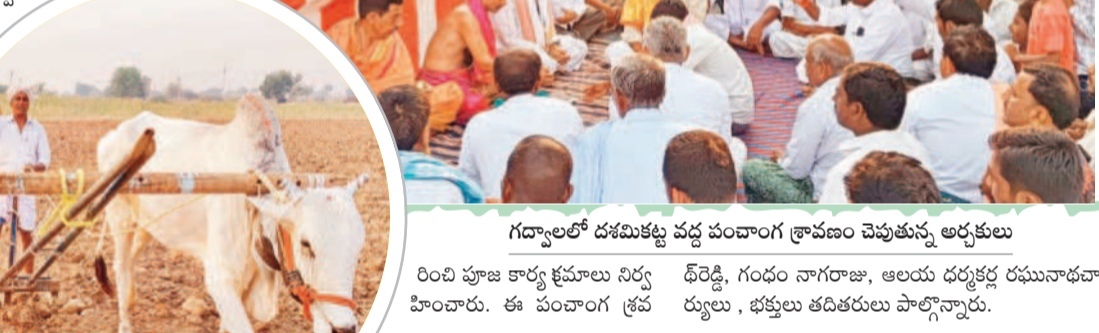 గద్వాలలో దశమికట్ట వద్ద పంచాంగ శ్రావణం చెపుతున్న అర్చకులు
రించి పూజ కార్య క్రమాలు నిర్వ
హించారు. ఈ పంచాంగ శ్రవ
థ్‌రెడ్డి, గంధం నాగరాజు, ఆలయ ధర్మకర్త రఘునాథచా
ర్యులు , భక్తులు తదితరులు పాల్గొన్నారు.